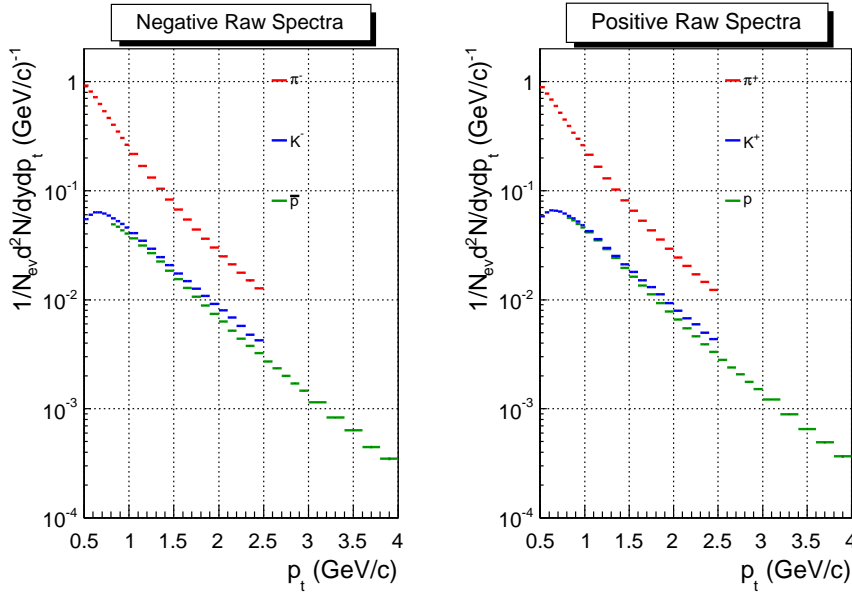 Negative Raw Spectra
1/N_ev d²N/dydp_t (GeV/c)⁻¹
1
10⁻¹
10⁻²
10⁻³
10⁻⁴
π⁻
K⁻
p̅
0.5 1 1.5 2 2.5 3 3.5 4
p_t (GeV/c)
Positive Raw Spectra
1/N_ev d²N/dydp_t (GeV/c)⁻¹
1
10⁻¹
10⁻²
10⁻³
10⁻⁴
π⁺
K⁺
p
0.5 1 1.5 2 2.5 3 3.5 4
p_t (GeV/c)